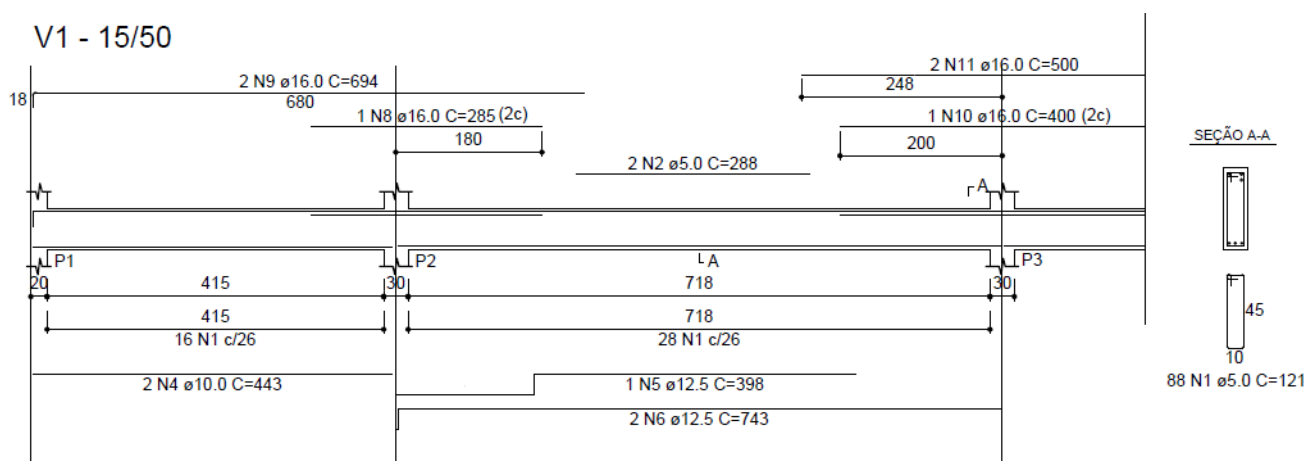 V1 - 15/50
2 N11 ø16.0 C=500
248
2 N9 ø16.0 C=694
18
680
1 N8 ø16.0 C=285 (2c)
180
1 N10 ø16.0 C=400 (2c)
200
2 N2 ø5.0 C=288
SEÇÃO A-A
A
P1
P2
A
P3
20
415
30
718
30
415
16 N1 c/26
718
28 N1 c/26
45
10
88 N1 ø5.0 C=121
2 N4 ø10.0 C=443
1 N5 ø12.5 C=398
2 N6 ø12.5 C=743